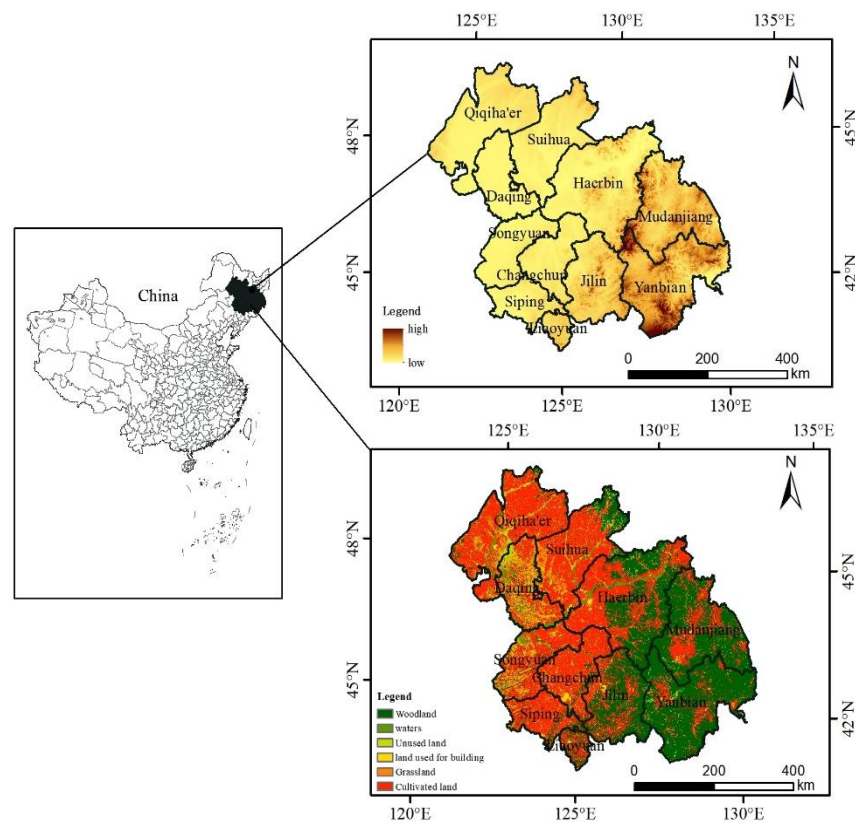 125°E 130°E 135°E
N
48°N
45°N
Qiqiha'er
Suihua
Haerbin
Daqing
Mudanjiang
Songyuan
China
45°N
42°N
Changchun
Jilin
Yanbian
Siping
Legend
high
low
Liaoyuan
0 200 400
km
120°E 125°E 130°E
125°E 130°E 135°E
N
48°N
45°N
Qiqiha'er
Suihua
Daqing
Haerbin
Mudanjiang
Songyuan
45°N
42°N
Changchun
Jilin
Yanbian
Siping
Liaoyuan
Legend
Woodland
waters
Unused land
land used for building
Grassland
Cultivated land
0 200 400
km
120°E 125°E 130°E